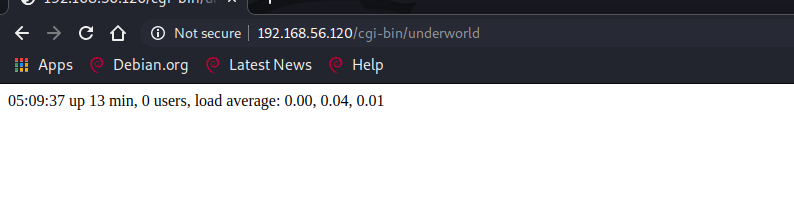 Not secure | 192.168.56.120/cgi-bin/underworld
Apps Debian.org Latest News Help
05:09:37 up 13 min, 0 users, load average: 0.00, 0.04, 0.01